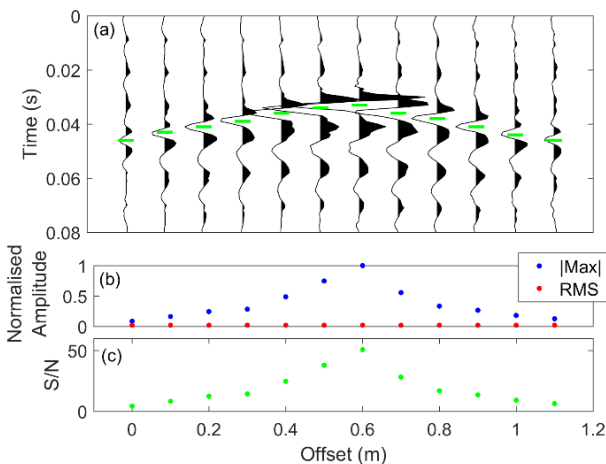 0
(a)
0.02
0.04
0.06
0.08
Time (s)
1
(b)
0.5
0
Normalised
Amplitude
|Max|
RMS
50
(c)
0
S/N
0 0.2 0.4 0.6 0.8 1 1.2
Offset (m)